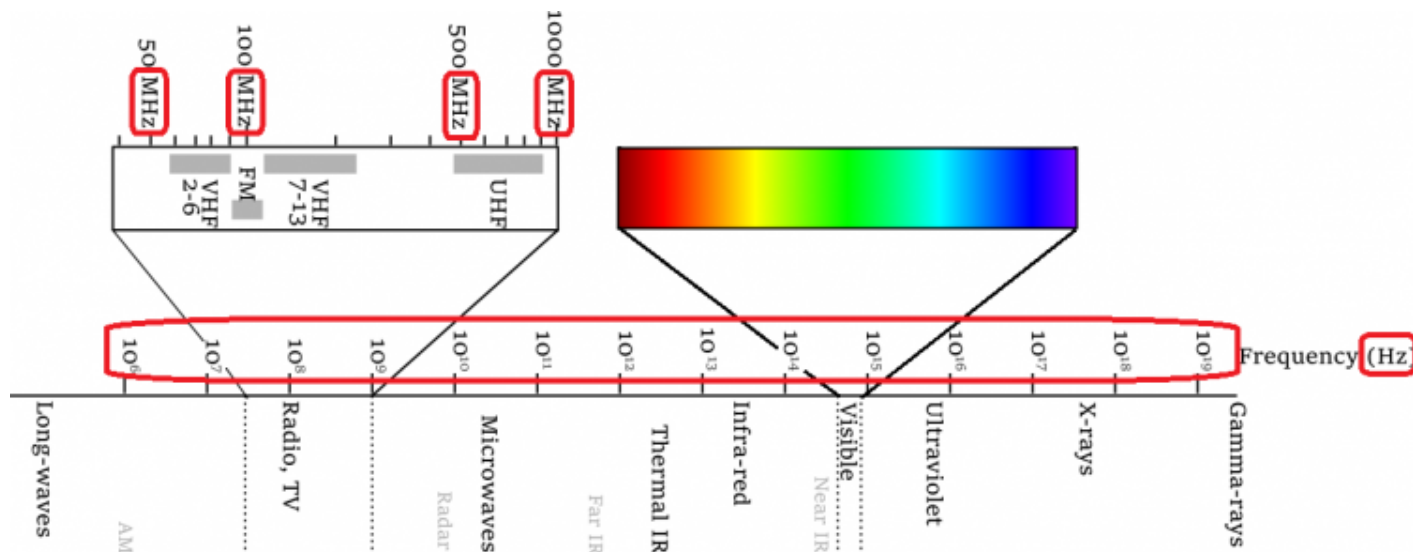 50 MHz
100 MHz
500 MHz
1000 MHz
VHF
2-6
FM
VHF
7-13
UHF
10⁶
10⁷
10⁸
10⁹
10¹⁰
10¹¹
10¹²
10¹³
10¹⁴
10¹⁵
10¹⁶
10¹⁷
10¹⁸
10¹⁹
Frequency (Hz)
Long-waves
AM
Radio, TV
Radar
Microwaves
Far IR
Thermal IR
Infra-red
Near IR
Visible
Ultraviolet
X-rays
Gamma-rays